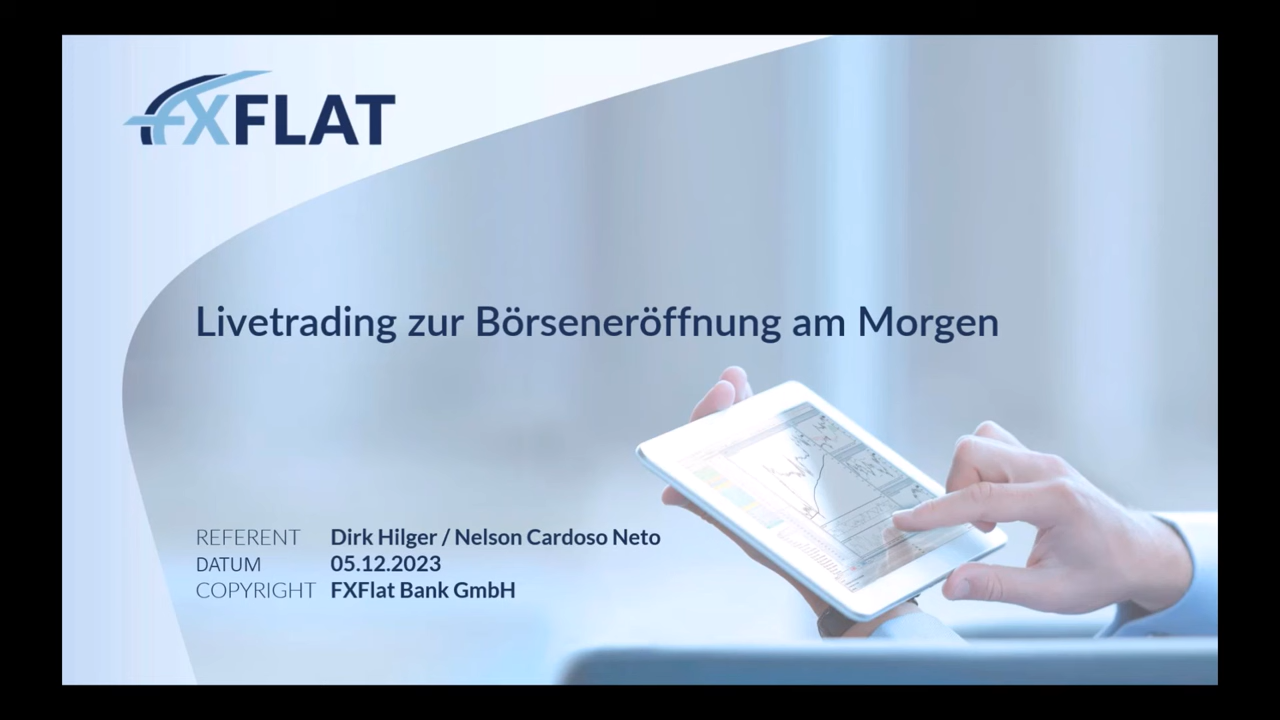 FXFLAT
Livetrading zur Börseneröffnung am Morgen
REFERENT Dirk Hilger / Nelson Cardoso Neto
DATUM 05.12.2023
COPYRIGHT FXFlat Bank GmbH